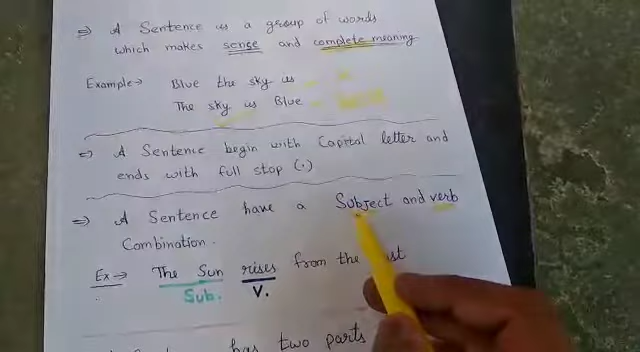 ⇒ A Sentence is a group of words
which makes sense and complete meaning
Example → Blue the sky is
The sky is Blue
⇒ A Sentence begin with Capital letter and
ends with full stop (.)
⇒ A Sentence have a Subject and verb
Combination.
Ex → The Sun rises from the
Sub. V.
has two parts